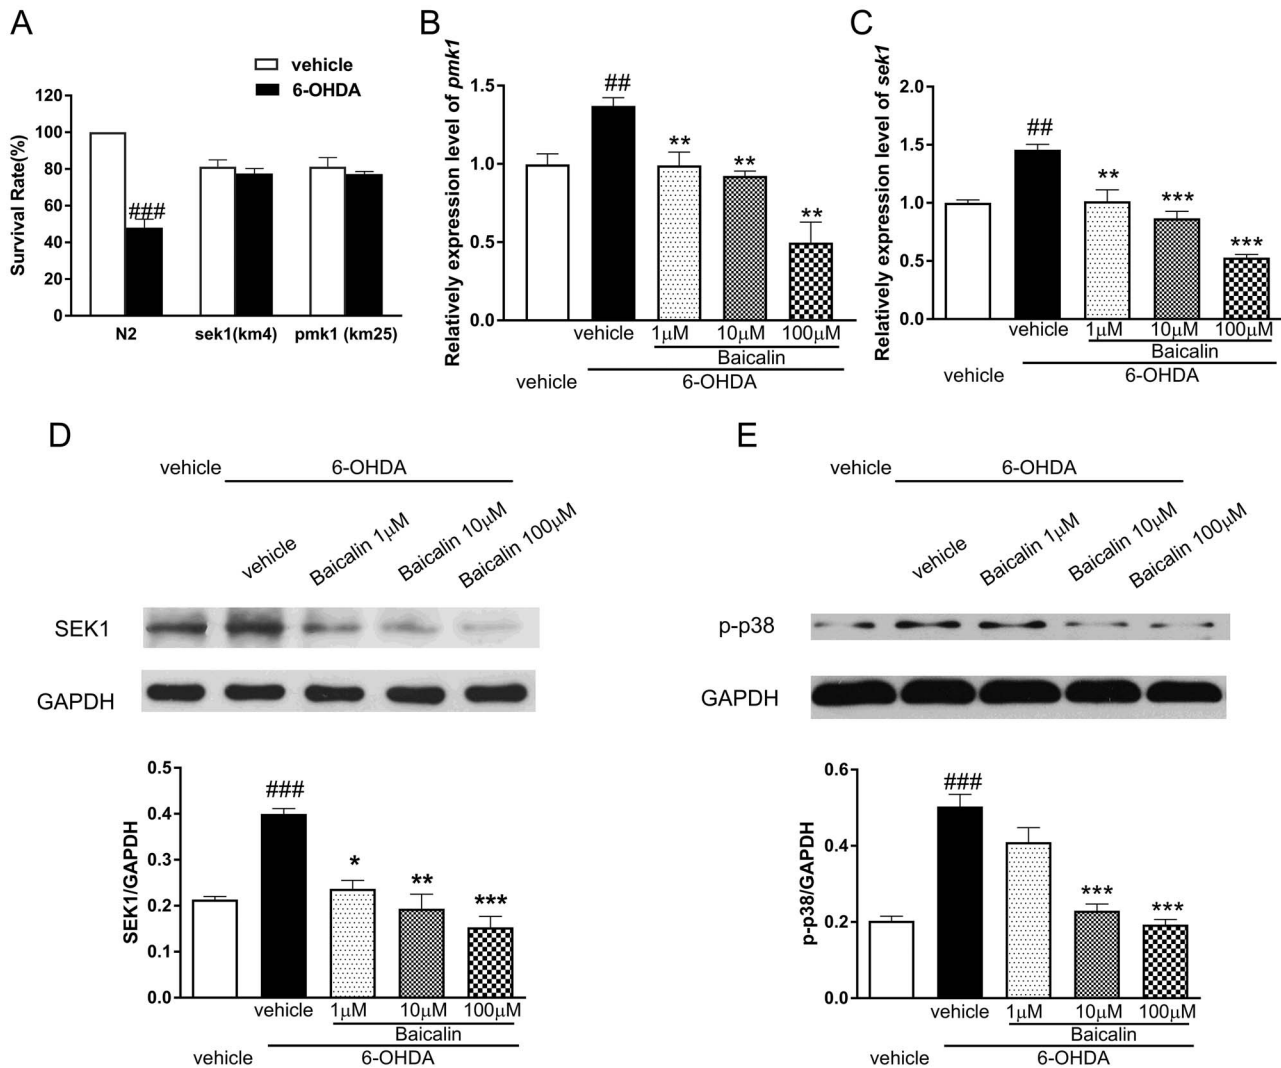 A
vehicle
6-OHDA
Survival Rate(%)
120
100
80
60
40
20
0
###
N2
sek1(km4)
pmk1 (km25)
B
Relatively expression level of pmk1
1.5
1.0
0.5
0.0
##
**
**
**
vehicle
1μM
10μM
100μM
Baicalin
vehicle
6-OHDA
C
Relatively expression level of sek1
2.0
1.5
1.0
0.5
0.0
##
**
***
***
vehicle
1μM
10μM
100μM
Baicalin
vehicle
6-OHDA
D
vehicle
6-OHDA
vehicle
Baicalin 1μM
Baicalin 10μM
Baicalin 100μM
SEK1
GAPDH
SEK1/GAPDH
0.5
0.4
0.3
0.2
0.1
0.0
###
*
**
***
vehicle
1μM
10μM
100μM
Baicalin
vehicle
6-OHDA
E
vehicle
6-OHDA
vehicle
Baicalin 1μM
Baicalin 10μM
Baicalin 100μM
p-p38
GAPDH
p-p38/GAPDH
0.6
0.4
0.2
0.0
###
***
***
vehicle
1μM
10μM
100μM
Baicalin
vehicle
6-OHDA